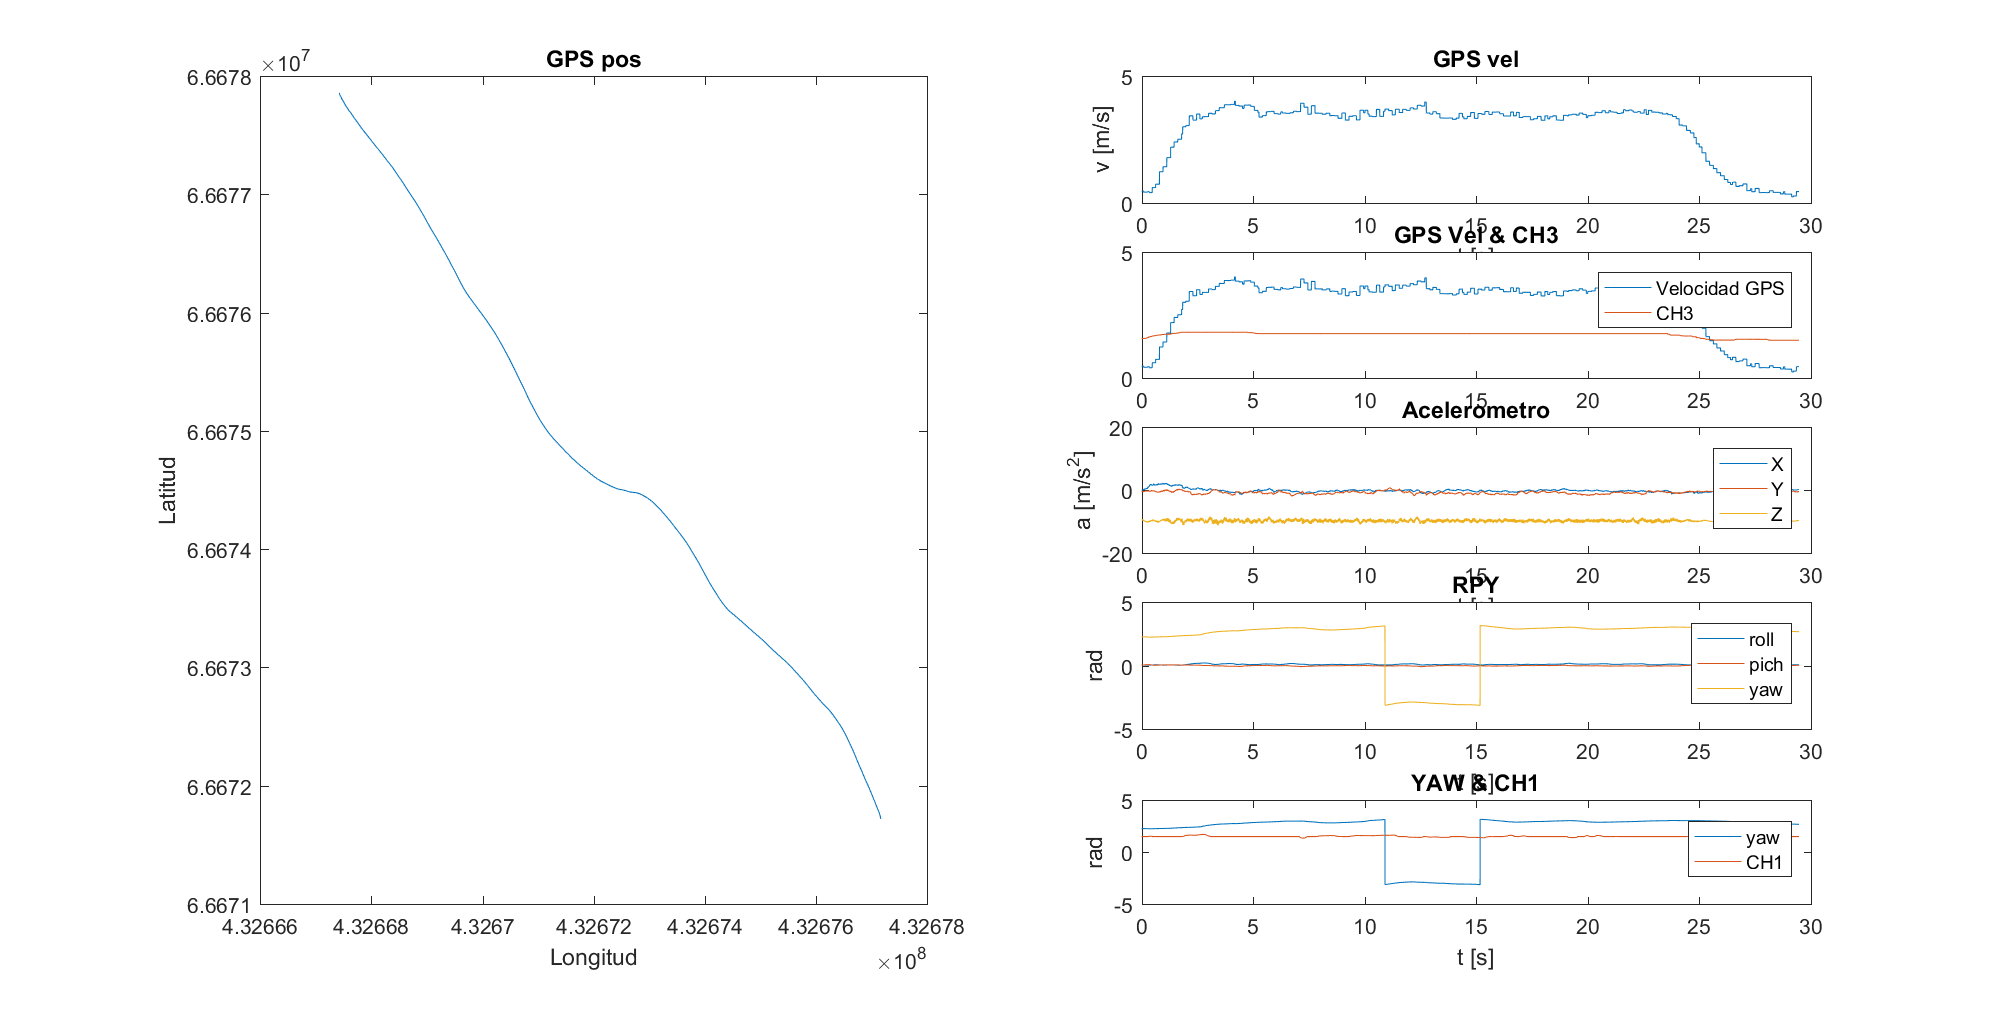 GPS pos
×10^7
6.6678
6.6677
6.6676
6.6675
6.6674
6.6673
6.6672
6.6671
Latitud
4.32666 4.32668 4.3267 4.32672 4.32674 4.32676 4.32678
Longitud
×10^8
GPS vel
5
0
v [m/s]
0 5 10 15 20 25 30
t [s]
GPS Vel & CH3
5
0
Velocidad GPS
CH3
0 5 10 15 20 25 30
Acelerometro
20
0
-20
a [m/s^2]
X
Y
Z
0 5 10 15 20 25 30
t [s]
RPY
5
0
-5
rad
roll
pich
yaw
0 5 10 15 20 25 30
t [s]
YAW & CH1
5
0
-5
rad
yaw
CH1
0 5 10 15 20 25 30
t [s]